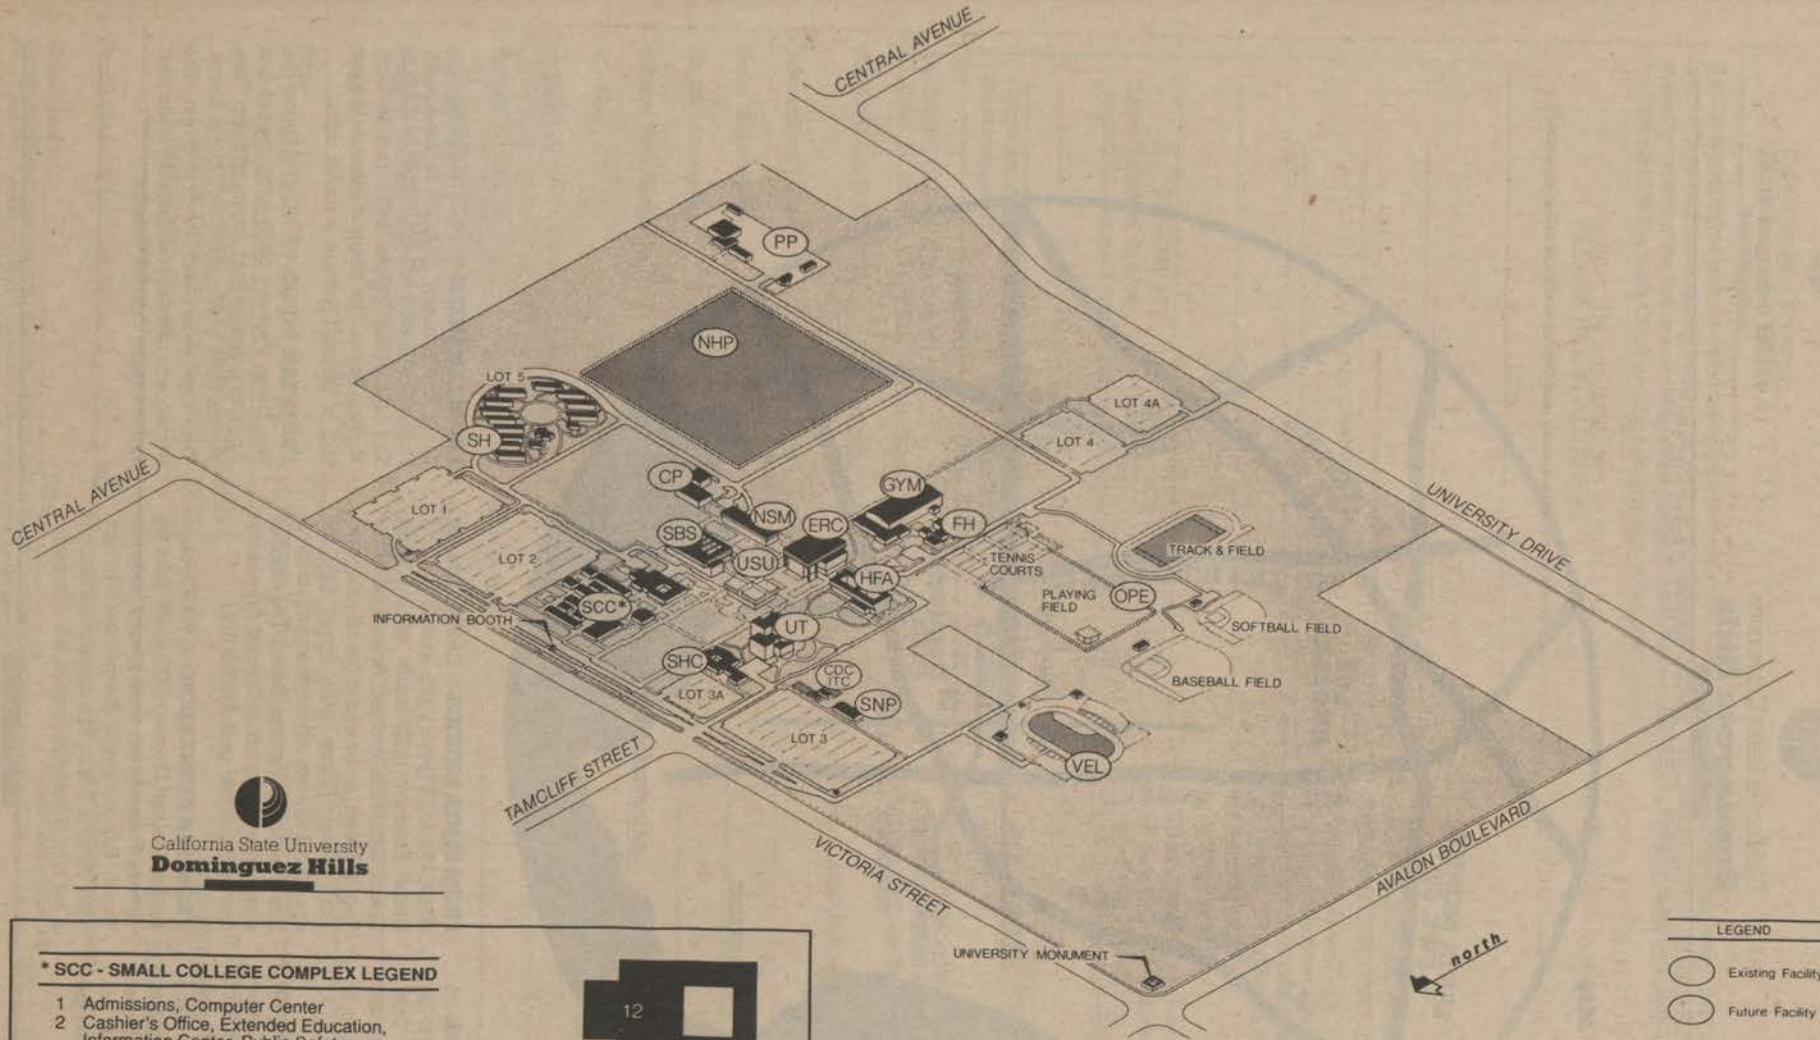 CENTRAL AVENUE
PP
NHP
LOT 5
SH
LOT 4A
LOT 4
CENTRAL AVENUE
LOT 1
CP
GYM
UNIVERSITY DRIVE
NSM
ERC
FH
SBS
USU
TENNIS
COURTS
TRACK & FIELD
LOT 2
HFA
PLAYING
FIELD
OPE
SCC*
INFORMATION BOOTH
UT
SOFTBALL FIELD
SHC
CDC
ITC
BASEBALL FIELD
LOT 3A
SNP
LOT 3
VEL
TAMCLIFF STREET
VICTORIA STREET
AVALON BOULEVARD
California State University
Dominguez Hills
UNIVERSITY MONUMENT
north
LEGEND
Existing Facility
Future Facility
* SCC - SMALL COLLEGE COMPLEX LEGEND
1 Admissions, Computer Center
2 Cashier's Office, Extended Education,
Information Center, Public Safety
12